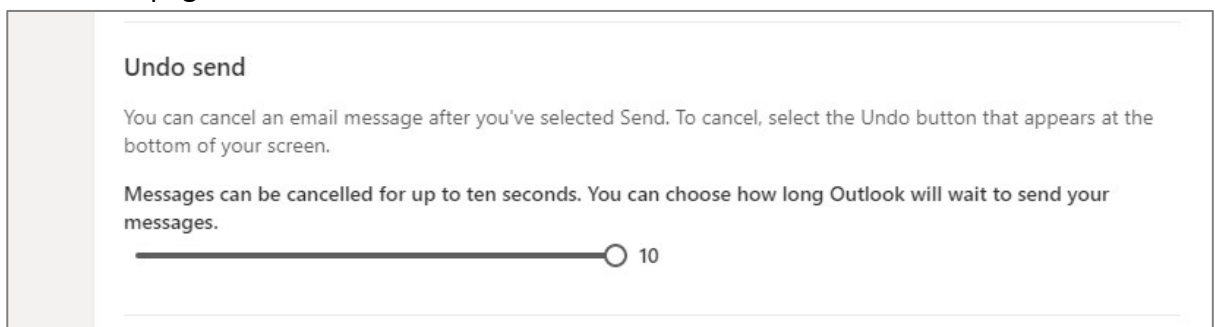 Undo send
You can cancel an email message after you've selected Send. To cancel, select the Undo button that appears at the
bottom of your screen.
Messages can be cancelled for up to ten seconds. You can choose how long Outlook will wait to send your
messages.
10